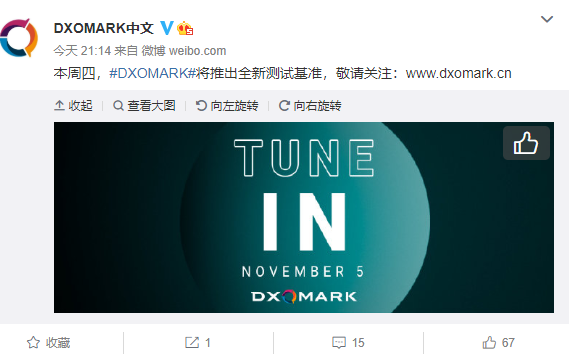 DXOMARK中文
今天 21:14 来自 微博 weibo.com
本周四，#DXOMARK#将推出全新测试基准，敬请关注：www.dxomark.cn
收起 查看大图 向左旋转 向右旋转
TUNE
IN
NOVEMBER 5
DXOMARK
收藏 1 15 67